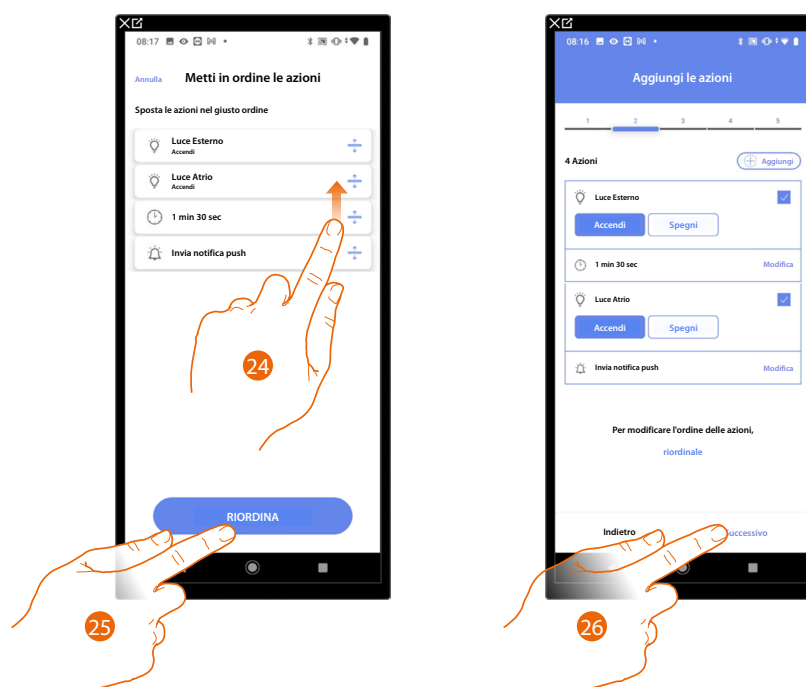 08:17
Annulla
Metti in ordine le azioni
Sposta le azioni nel giusto ordine
Luce Esterno
Accendi
Luce Atrio
Accendi
1 min 30 sec
Invia notifica push
24
RIORDINA
25
08:16
Aggiungi le azioni
1 2 3 4 5
4 Azioni
Aggiungi
Luce Esterno
Accendi Spegni
1 min 30 sec Modifica
Luce Atrio
Accendi Spegni
Invia notifica push Modifica
Per modificare l'ordine delle azioni,
riordinale
Indietro Successivo
26